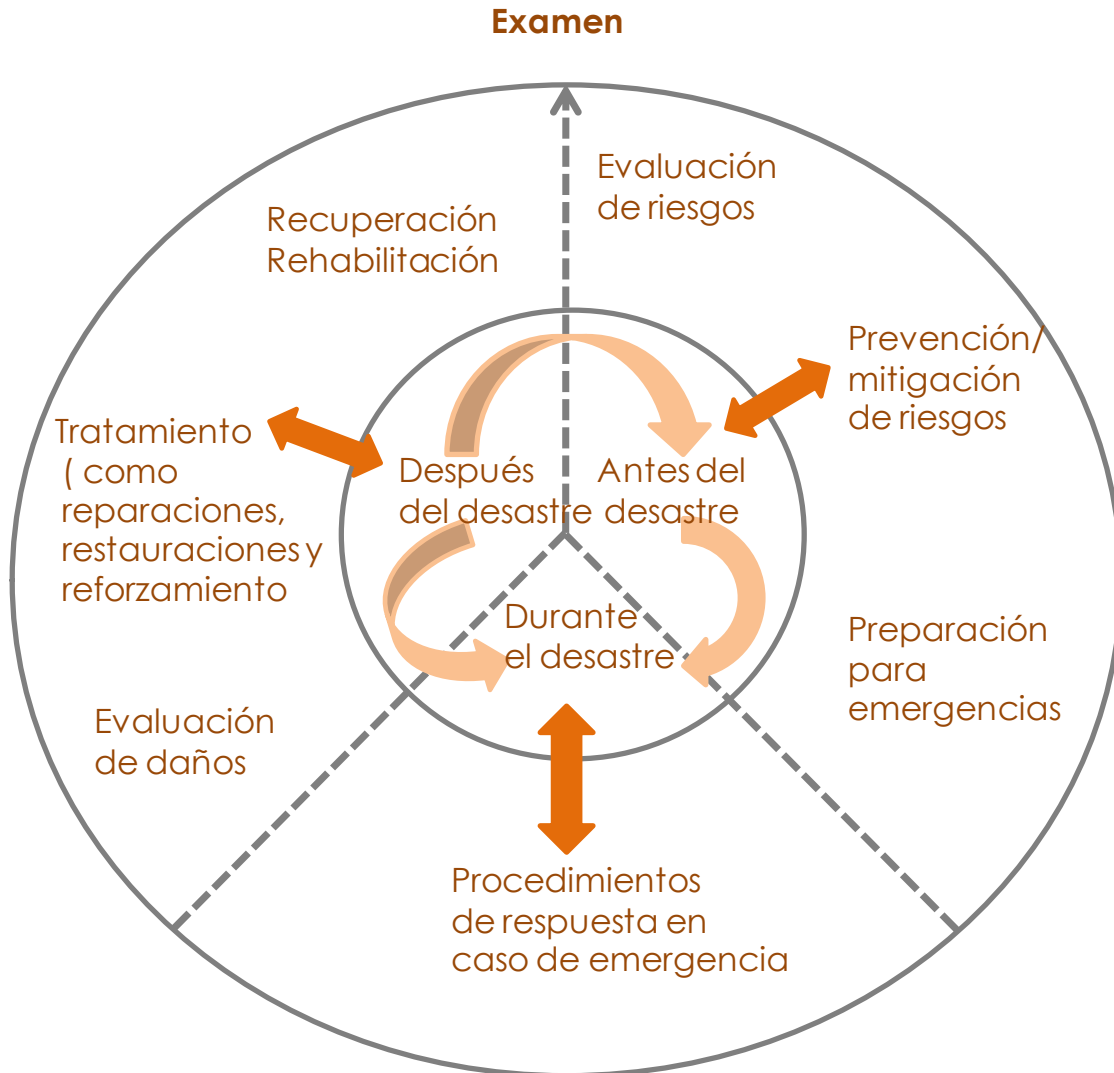 Examen
Evaluación
de riesgos
Recuperación
Rehabilitación
Prevención/
mitigación
de riesgos
Tratamiento
( como
reparaciones,
restauraciones y
reforzamiento
Después
del desastre
Antes del
desastre
Durante
el desastre
Preparación
para
emergencias
Evaluación
de daños
Procedimientos
de respuesta en
caso de emergencia